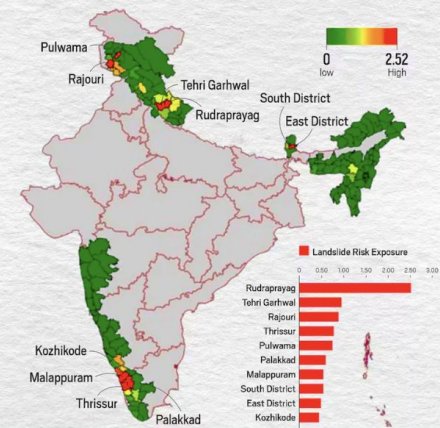 Pulwama
Rajouri
Tehri Garhwal
Rudraprayag
South District
East District
0
low
2.52
High
Landslide Risk Exposure
0 0.50 1.00 1.50 2.00 2.50 3.00
Rudraprayag
Tehri Garhwal
Rajouri
Thrissur
Pulwama
Palakkad
Malappuram
South District
East District
Kozhikode
Kozhikode
Malappuram
Thrissur
Palakkad